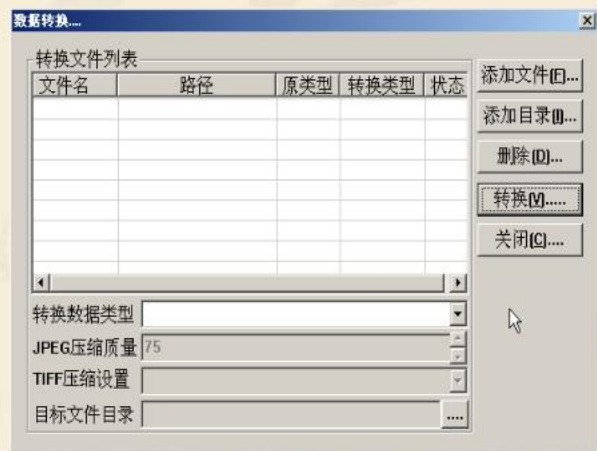 数据转换....
转换文件列表
文件名 路径 原类型 转换类型 状态
添加文件(F)...
添加目录(I)...
删除(D)...
转换(V).....
关闭(C)....
转换数据类型
JPEG压缩质量 75
TIFF压缩设置
目标文件目录 ....